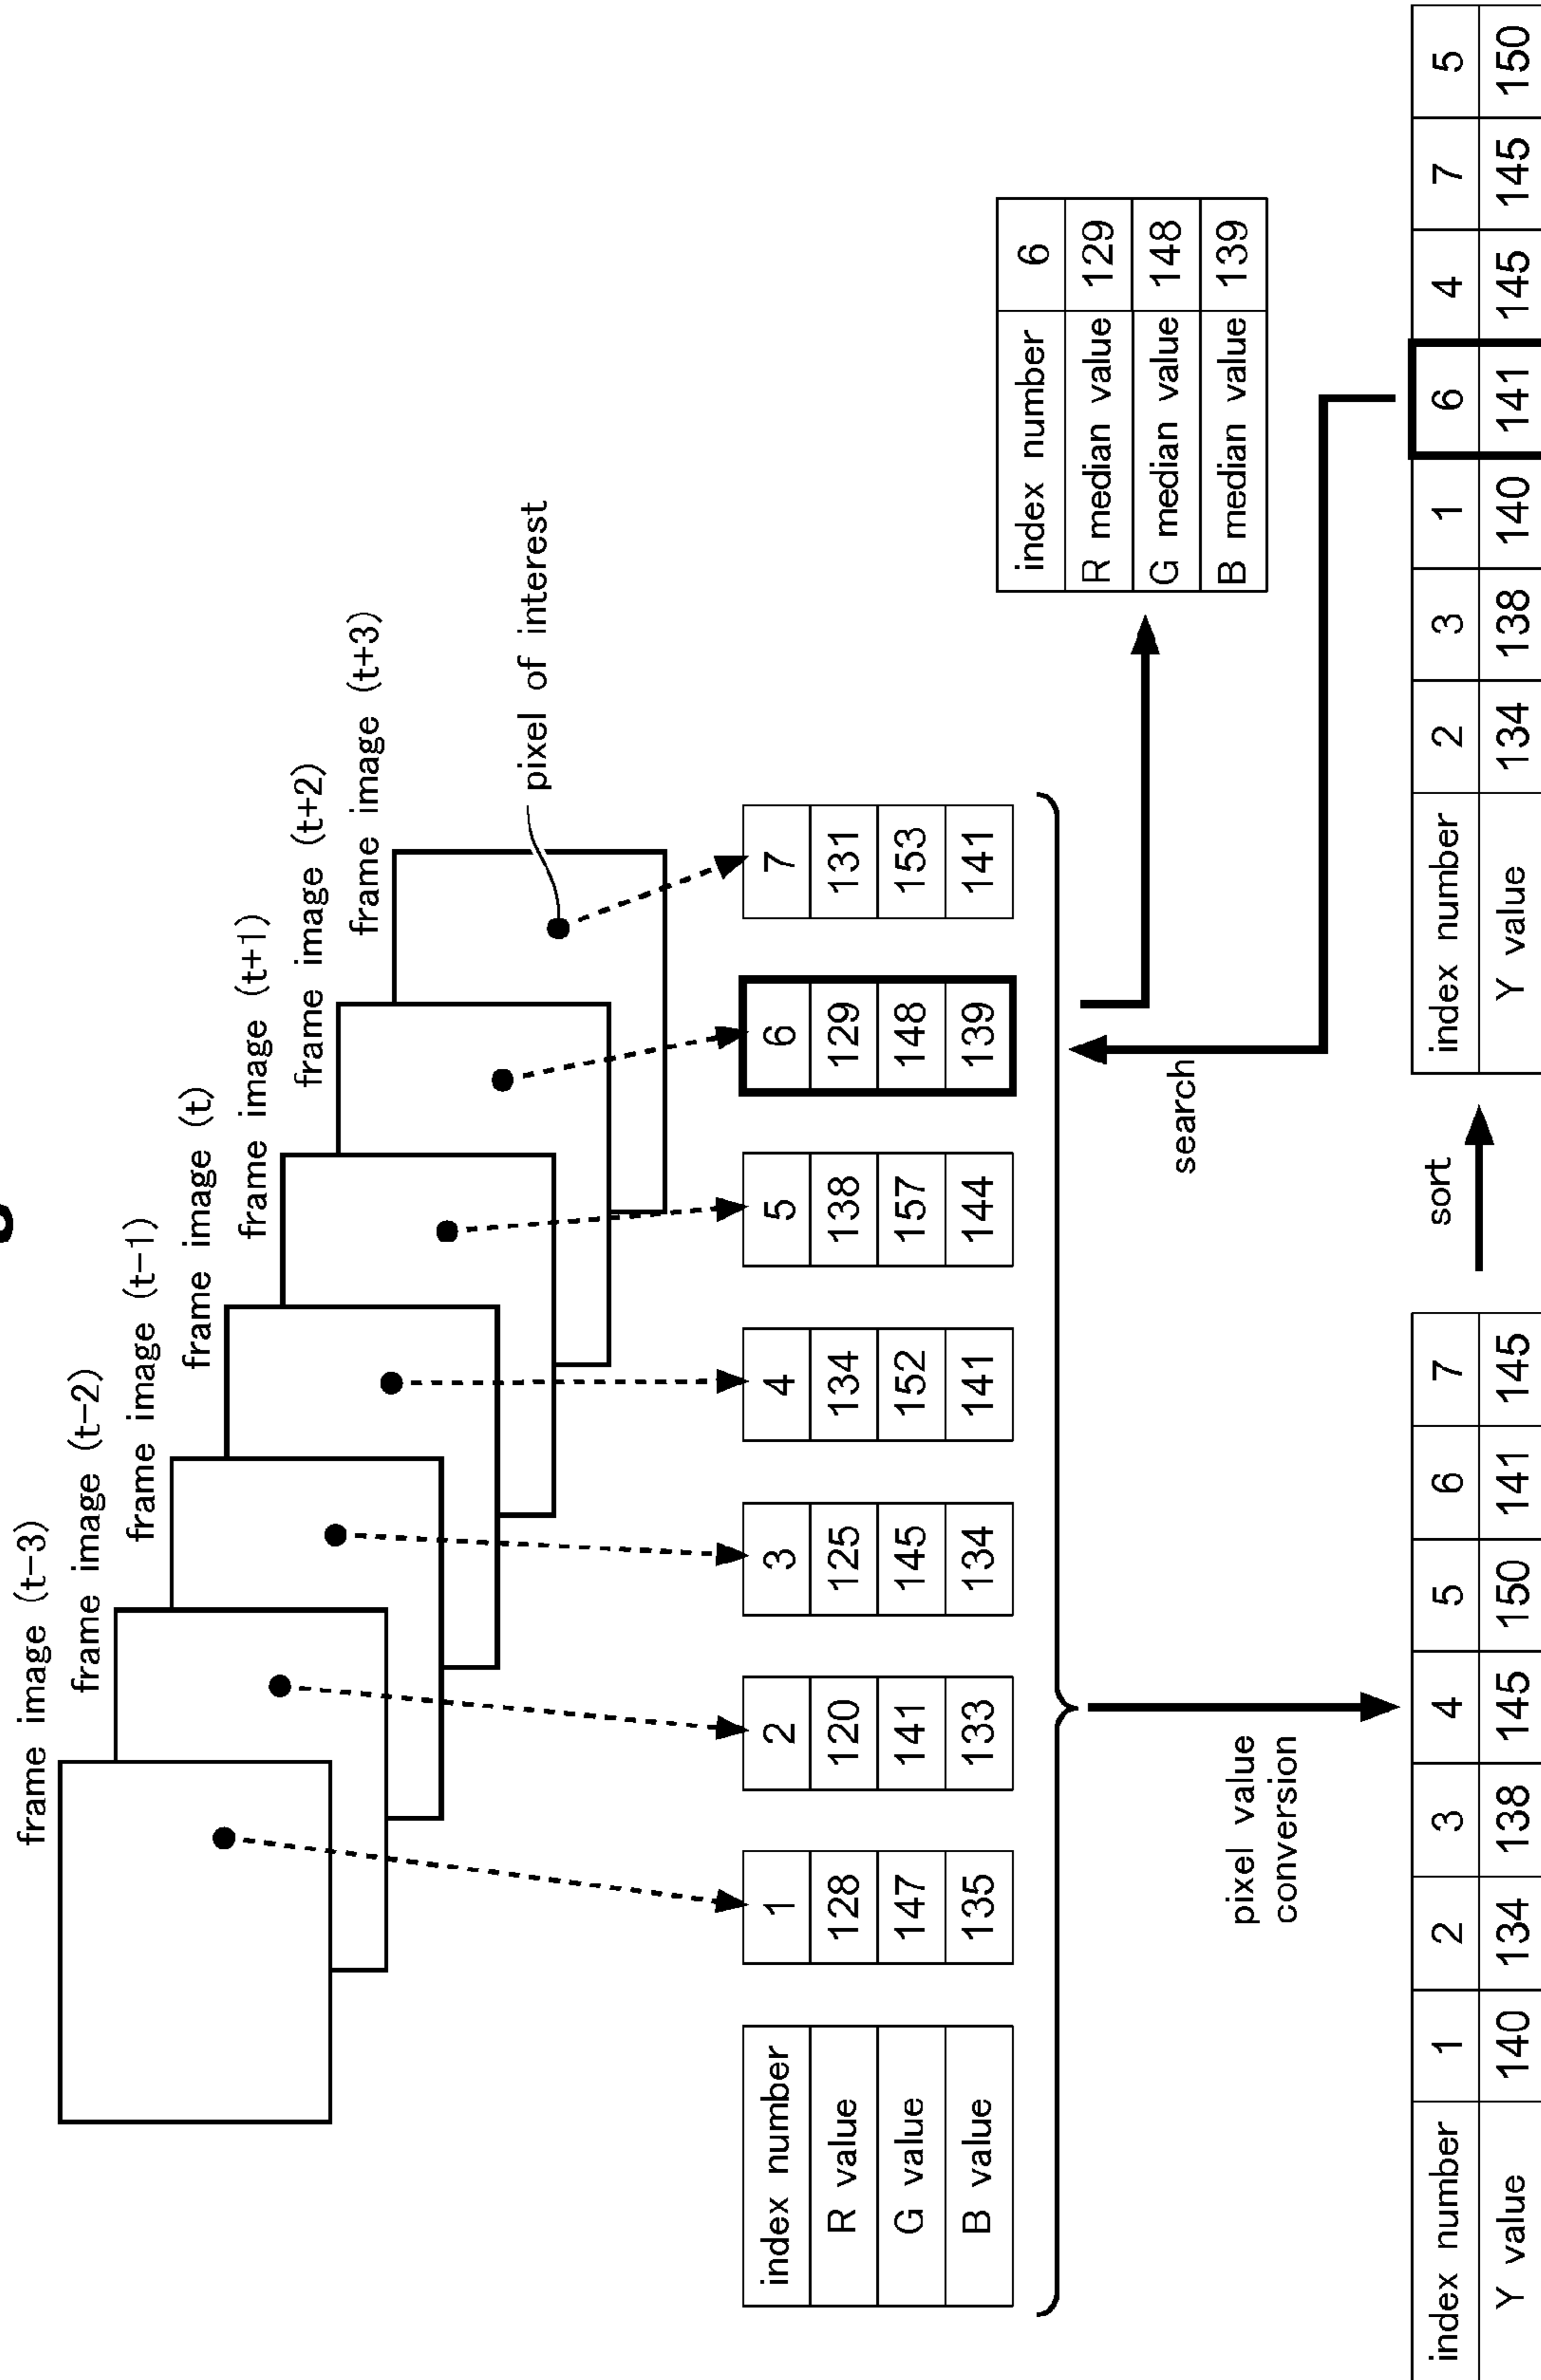 frame image (t−3)
frame image (t−2)
frame image (t−1)
frame image (t)
frame image (t+1)
frame image (t+2)
frame image (t+3)
pixel of interest
index number 1 2 3 4 5 6 7
R value 128 120 125 134 138 129 131
G value 147 141 145 152 157 148 153
B value 135 133 134 141 144 139 141
index number 6
R median value 129
G median value 148
B median value 139
search
pixel value
conversion
sort
index number 1 2 3 4 5 6 7
Y value 140 134 138 145 150 141 145
index number 2 3 1 6 4 7 5
Y value 134 138 140 141 145 145 150